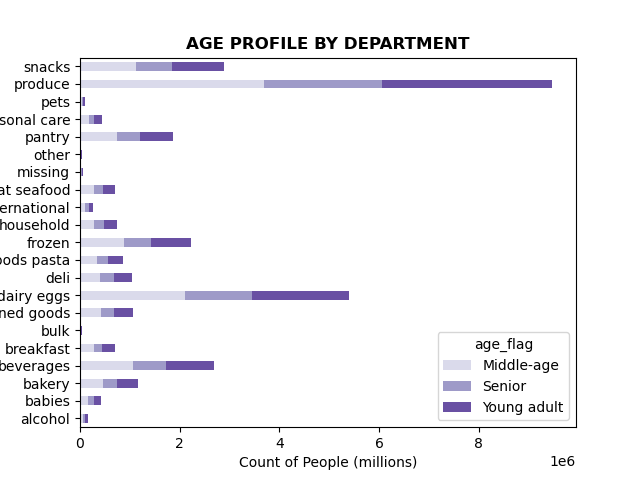 AGE PROFILE BY DEPARTMENT
snacks
produce
pets
sonal care
pantry
other
missing
at seafood
ernational
household
frozen
oods pasta
deli
dairy eggs
ned goods
bulk
breakfast
beverages
bakery
babies
alcohol
age_flag
Middle-age
Senior
Young adult
0 2 4 6 8
Count of People (millions)
1e6